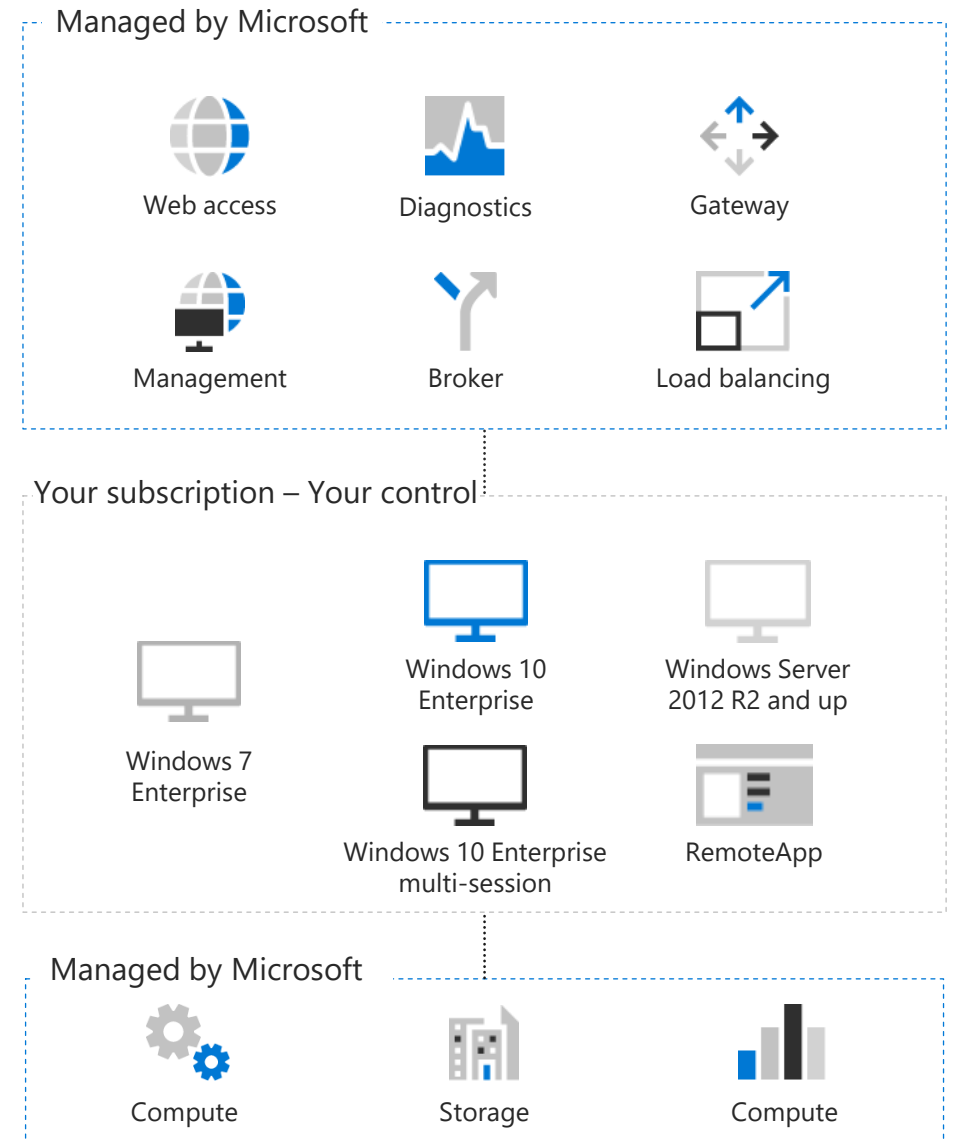 Managed by Microsoft
Web access
Diagnostics
Gateway
Management
Broker
Load balancing
Your subscription – Your control
Windows 7
Enterprise
Windows 10
Enterprise
Windows Server
2012 R2 and up
Windows 10 Enterprise
multi-session
RemoteApp
Managed by Microsoft
Compute
Storage
Compute